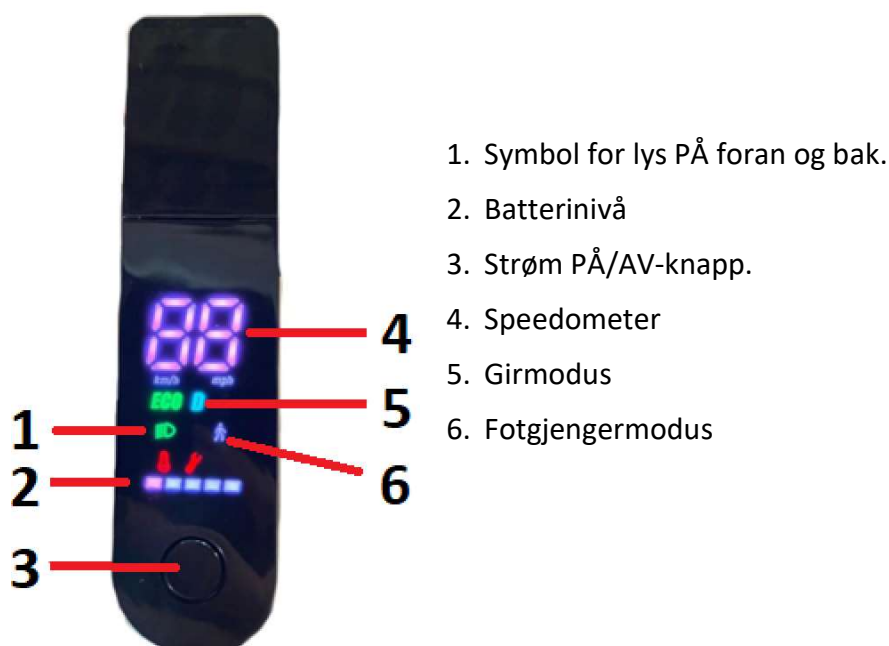 88
km/h mph
ECO D
1
2
3
4
5
6
1. Symbol for lys PÅ foran og bak.
2. Batterinivå
3. Strøm PÅ/AV-knapp.
4. Speedometer
5. Girmodus
6. Fotgjengermodus